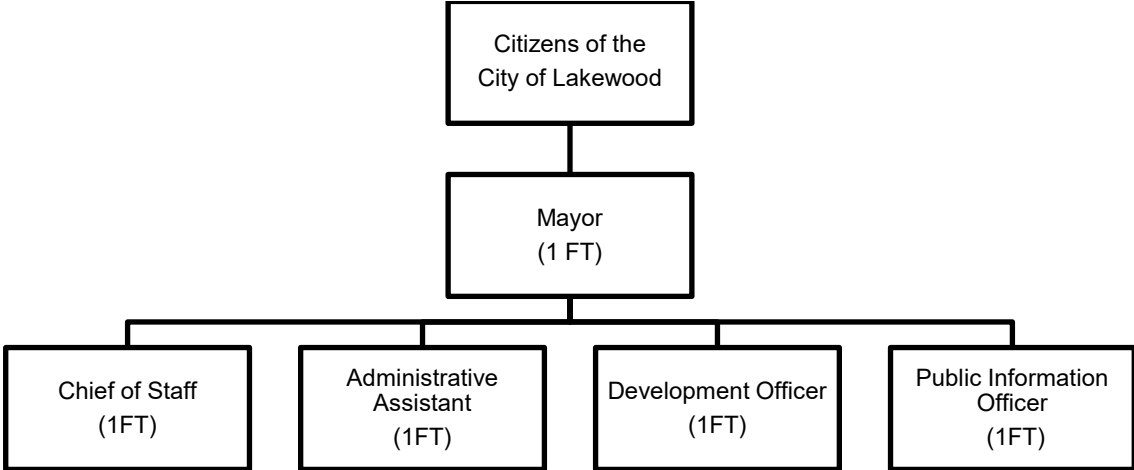 Citizens of the
City of Lakewood
Mayor
(1 FT)
Chief of Staff
(1FT)
Administrative
Assistant
(1FT)
Development Officer
(1FT)
Public Information
Officer
(1FT)